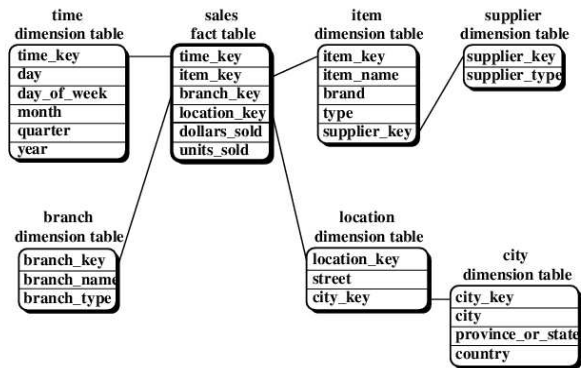 time
dimension table
time_key
day
day_of_week
month
quarter
year
sales
fact table
time_key
item_key
branch_key
location_key
dollars_sold
units_sold
item
dimension table
item_key
item_name
brand
type
supplier_key
supplier
dimension table
supplier_key
supplier_type
branch
dimension table
branch_key
branch_name
branch_type
location
dimension table
location_key
street
city_key
city
dimension table
city_key
city
province_or_state
country